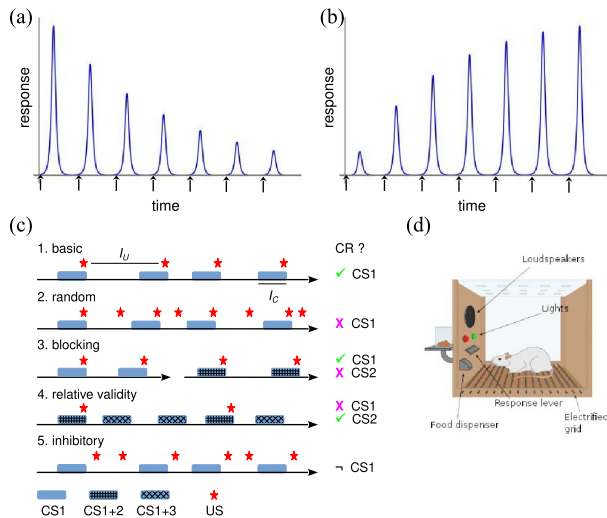 (a)
response
time
(b)
response
time
(c)
CR ?
1. basic
I_U
I_C
✓ CS1
2. random
X CS1
3. blocking
✓ CS1
X CS2
4. relative validity
X CS1
✓ CS2
5. inhibitory
¬ CS1
CS1 CS1+2 CS1+3 US
(d)
Loudspeakers
Lights
Response lever
Food dispenser
Electrified
grid